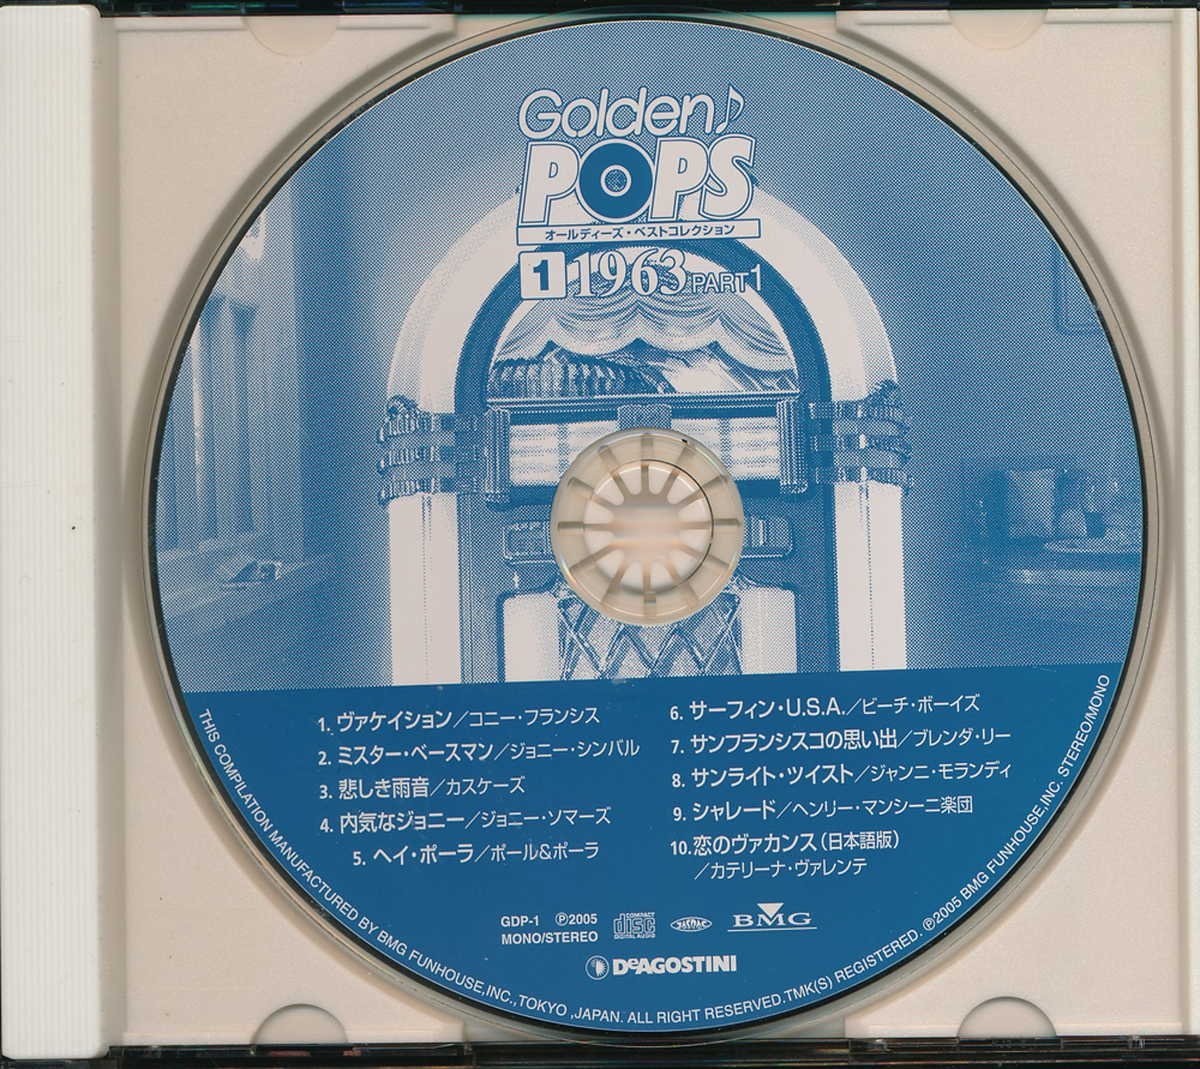 Golden♪
POPS
オールディーズ・ベストコレクション
1 1963 PART1
1. ヴァケイション／コニー・フランシス
2. ミスター・ベースマン／ジョニー・シンバル
3. 悲しき雨音／カスケーズ
4. 内気なジョニー／ジョニー・ソマーズ
5. ヘイ・ポーラ／ポール&ポーラ
6. サーフィン・U.S.A.／ビーチ・ボーイズ
7. サンフランシスコの思い出／ブレンダ・リー
8. サンライト・ツイスト／ジャンニ・モランディ
9. シャレード／ヘンリー・マンシーニ楽団
10. 恋のヴァカンス（日本語版）
／カテリーナ・ヴァレンテ
GDP-1 ℗2005
MONO/STEREO
COMPACT
disc
DIGITAL AUDIO
JASRAC
BMG
DeAGOSTINI
THIS COMPILATION MANUFACTURED BY BMG FUNHOUSE,INC.,TOKYO ,JAPAN. ALL RIGHT RESERVED.TMK(S) REGISTERED. ℗2005 BMG FUNHOUSE,INC. STEREO/MONO